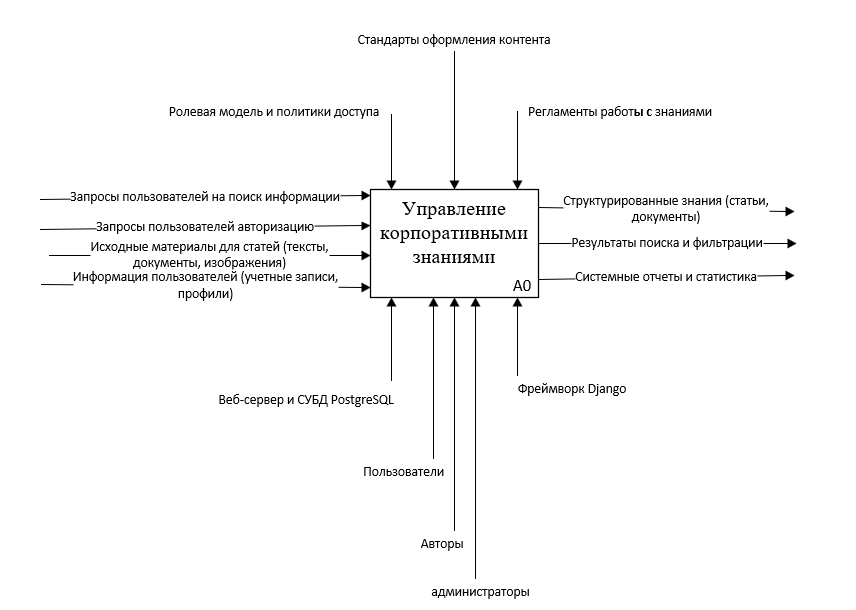 Стандарты оформления контента
Ролевая модель и политики доступа
Регламенты работы с знаниями
Запросы пользователей на поиск информации
Запросы пользователей авторизацию
Исходные материалы для статей (тексты,
документы, изображения)
Информация пользователей (учетные записи,
профили)
Управление
корпоративными
знаниями
A0
Структурированные знания (статьи,
документы)
Результаты поиска и фильтрации
Системные отчеты и статистика
Веб-сервер и СУБД PostgreSQL
Фреймворк Django
Пользователи
Авторы
администраторы